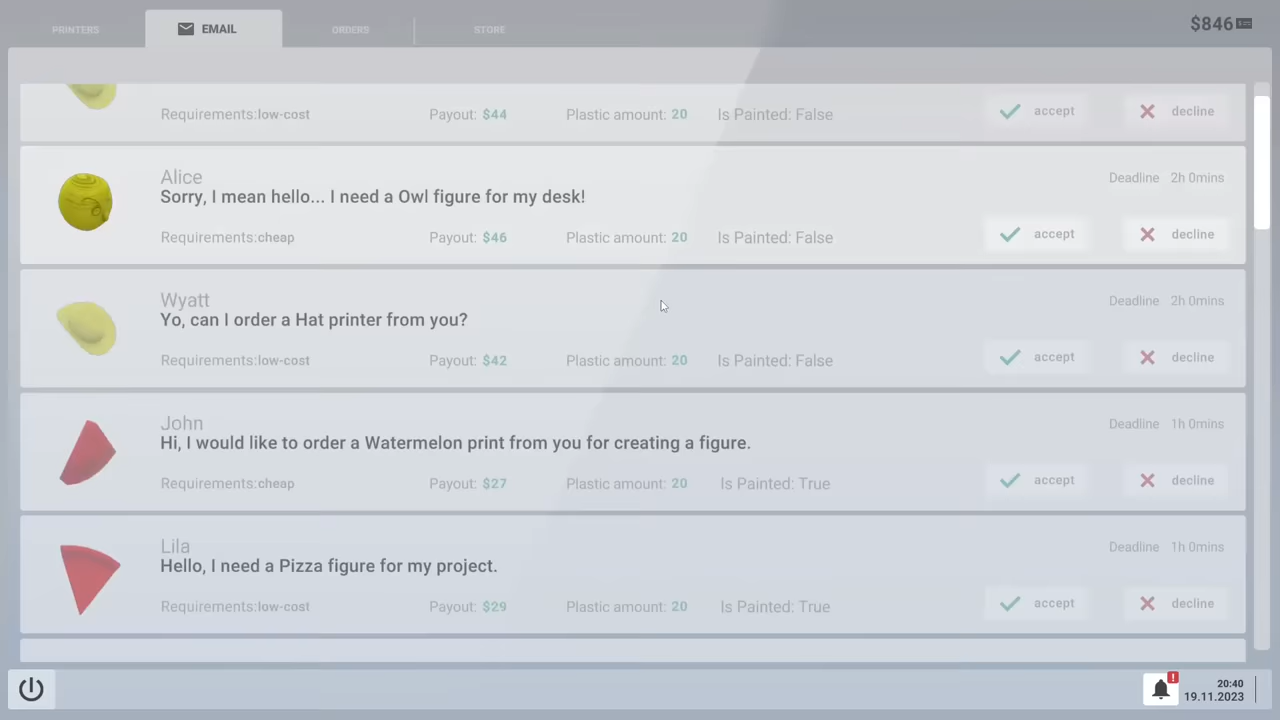 PRINTERS
EMAIL
ORDERS
STORE
$846
Requirements:low-cost Payout: $44 Plastic amount: 20 Is Painted: False accept decline
Alice Deadline 2h 0mins
Sorry, I mean hello... I need a Owl figure for my desk!
Requirements:cheap Payout: $46 Plastic amount: 20 Is Painted: False accept decline
Wyatt Deadline 2h 0mins
Yo, can I order a Hat printer from you?
Requirements:low-cost Payout: $42 Plastic amount: 20 Is Painted: False accept decline
John Deadline 1h 0mins
Hi, I would like to order a Watermelon print from you for creating a figure.
Requirements:cheap Payout: $27 Plastic amount: 20 Is Painted: True accept decline
Lila Deadline 1h 0mins
Hello, I need a Pizza figure for my project.
Requirements:low-cost Payout: $29 Plastic amount: 20 Is Painted: True accept decline
!
20:40
19.11.2023